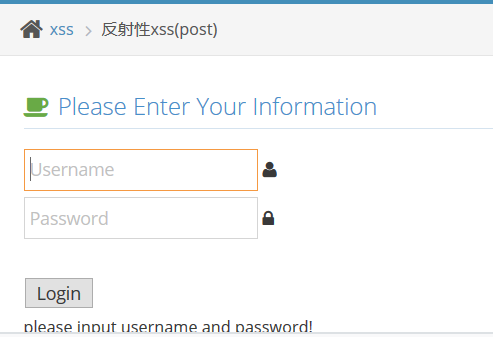 xss > 反射性xss(post)
Please Enter Your Information
Username
Password
Login
please input username and password!